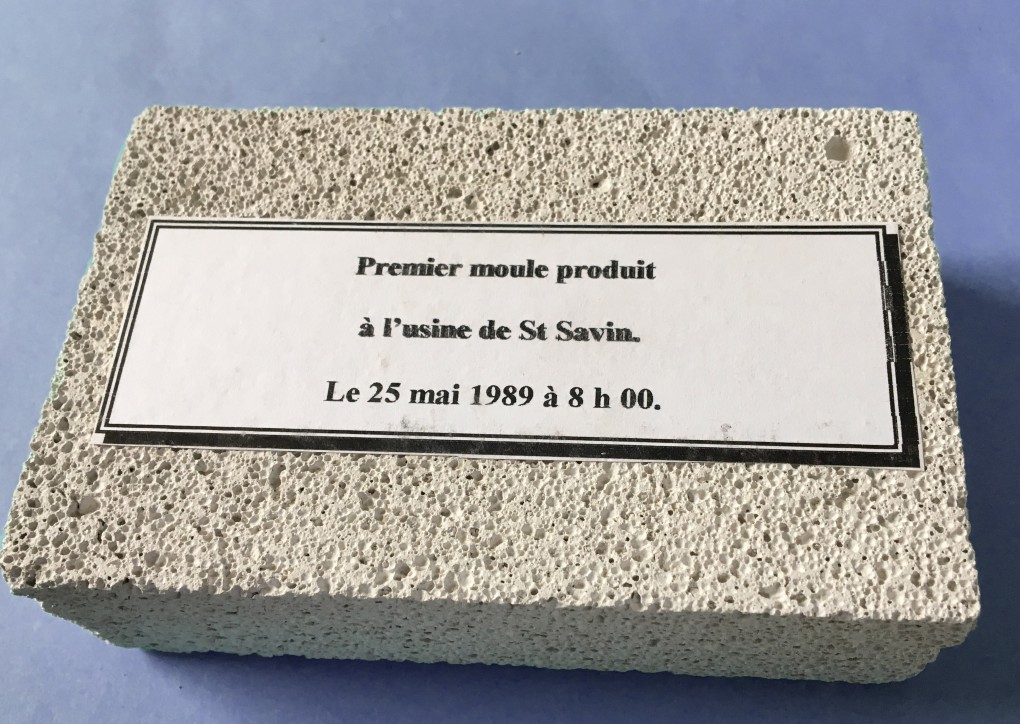 Premier moule produit
à l’usine de St Savin.
Le 25 mai 1989 à 8 h 00.